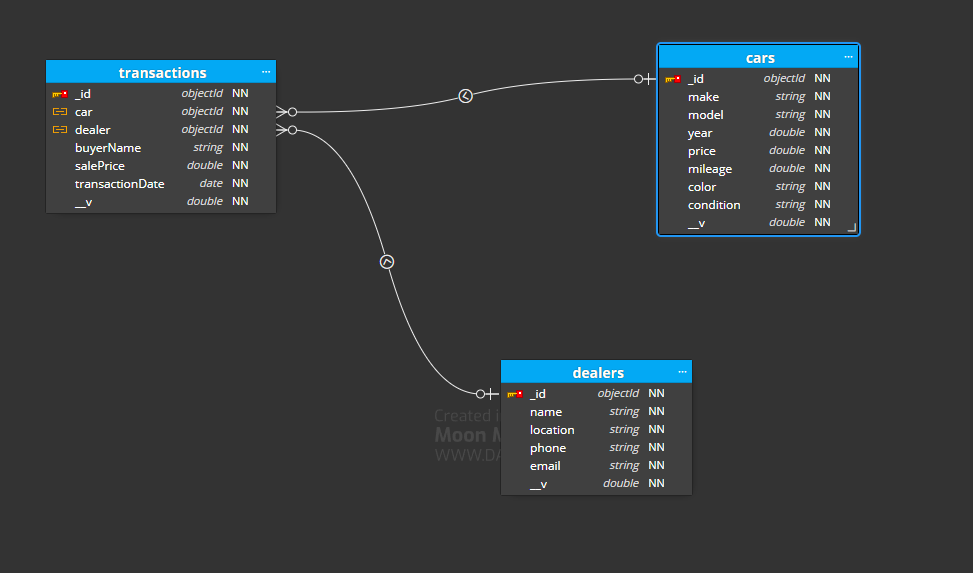 transactions ...
_id objectId NN
car objectId NN
dealer objectId NN
buyerName string NN
salePrice double NN
transactionDate date NN
__v double NN
cars ...
_id objectId NN
make string NN
model string NN
year double NN
price double NN
mileage double NN
color string NN
condition string NN
__v double NN
dealers ...
_id objectId NN
name string NN
location string NN
phone string NN
email string NN
__v double NN
Created
Moon
WWW.DA